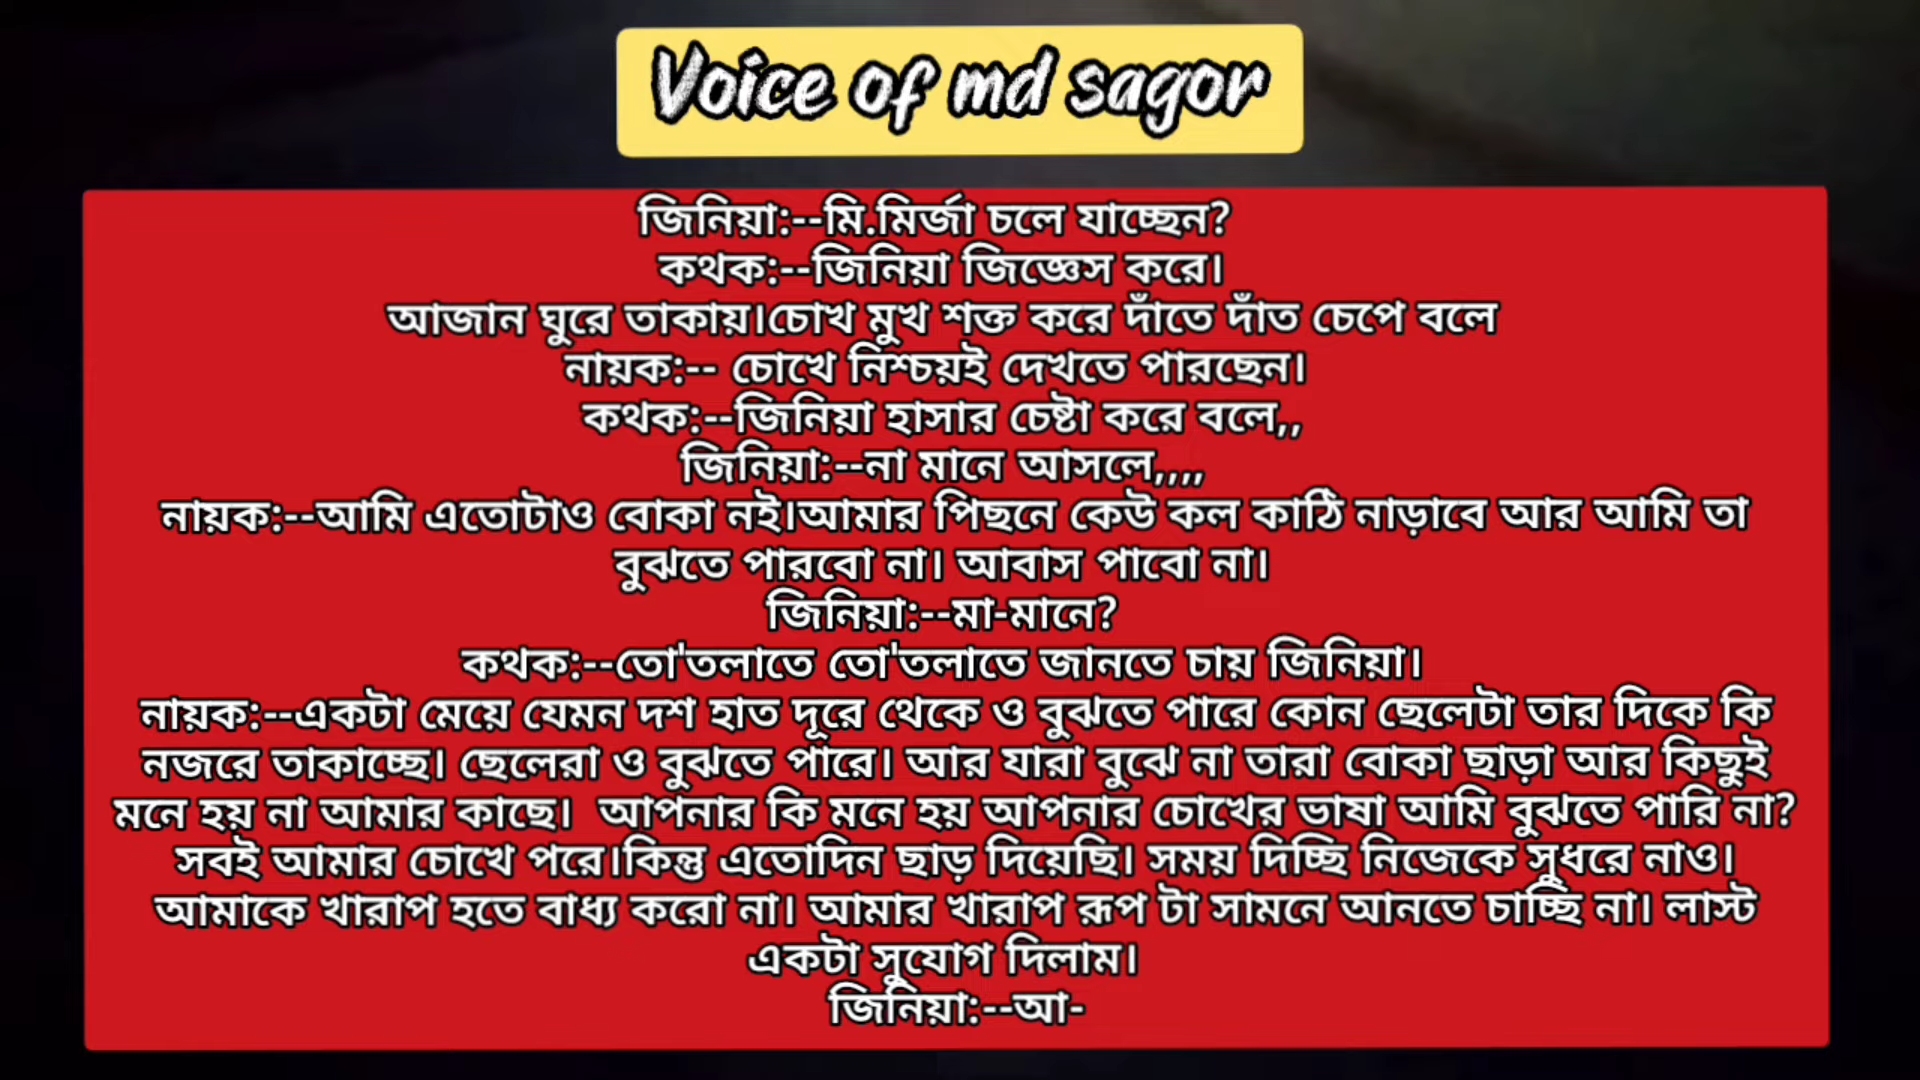 Voice of md sagor
জিনিয়া:--মি.মির্জা চলে যাচ্ছেন?
কথক:--জিনিয়া জিজ্ঞেস করে।
আজান ঘুরে তাকায়।চোখ মুখ শক্ত করে দাঁতে দাঁত চেপে বলে
নায়ক:-- চোখে নিশ্চয়ই দেখতে পারছেন।
কথক:--জিনিয়া হাসার চেষ্টা করে বলে,,
জিনিয়া:--না মানে আসলে,,,,
নায়ক:--আমি এতোটাও বোকা নই।আমার পিছনে কেউ কল কাঠি নাড়াবে আর আমি তা
বুঝতে পারবো না। আবাস পাবো না।
জিনিয়া:--মা-মানে?
কথক:--তো'তলাতে তো'তলাতে জানতে চায় জিনিয়া।
নায়ক:--একটা মেয়ে যেমন দশ হাত দূরে থেকে ও বুঝতে পারে কোন ছেলেটা তার দিকে কি
নজরে তাকাচ্ছে। ছেলেরা ও বুঝতে পারে। আর যারা বুঝে না তারা বোকা ছাড়া আর কিছুই
মনে হয় না আমার কাছে।  আপনার কি মনে হয় আপনার চোখের ভাষা আমি বুঝতে পারি না?
সবই আমার চোখে পরে।কিন্তু এতোদিন ছাড় দিয়েছি। সময় দিচ্ছি নিজেকে সুধরে নাও।
আমাকে খারাপ হতে বাধ্য করো না। আমার খারাপ রূপ টা সামনে আনতে চাচ্ছি না। লাস্ট
একটা সুযোগ দিলাম।
জিনিয়া:--আ-